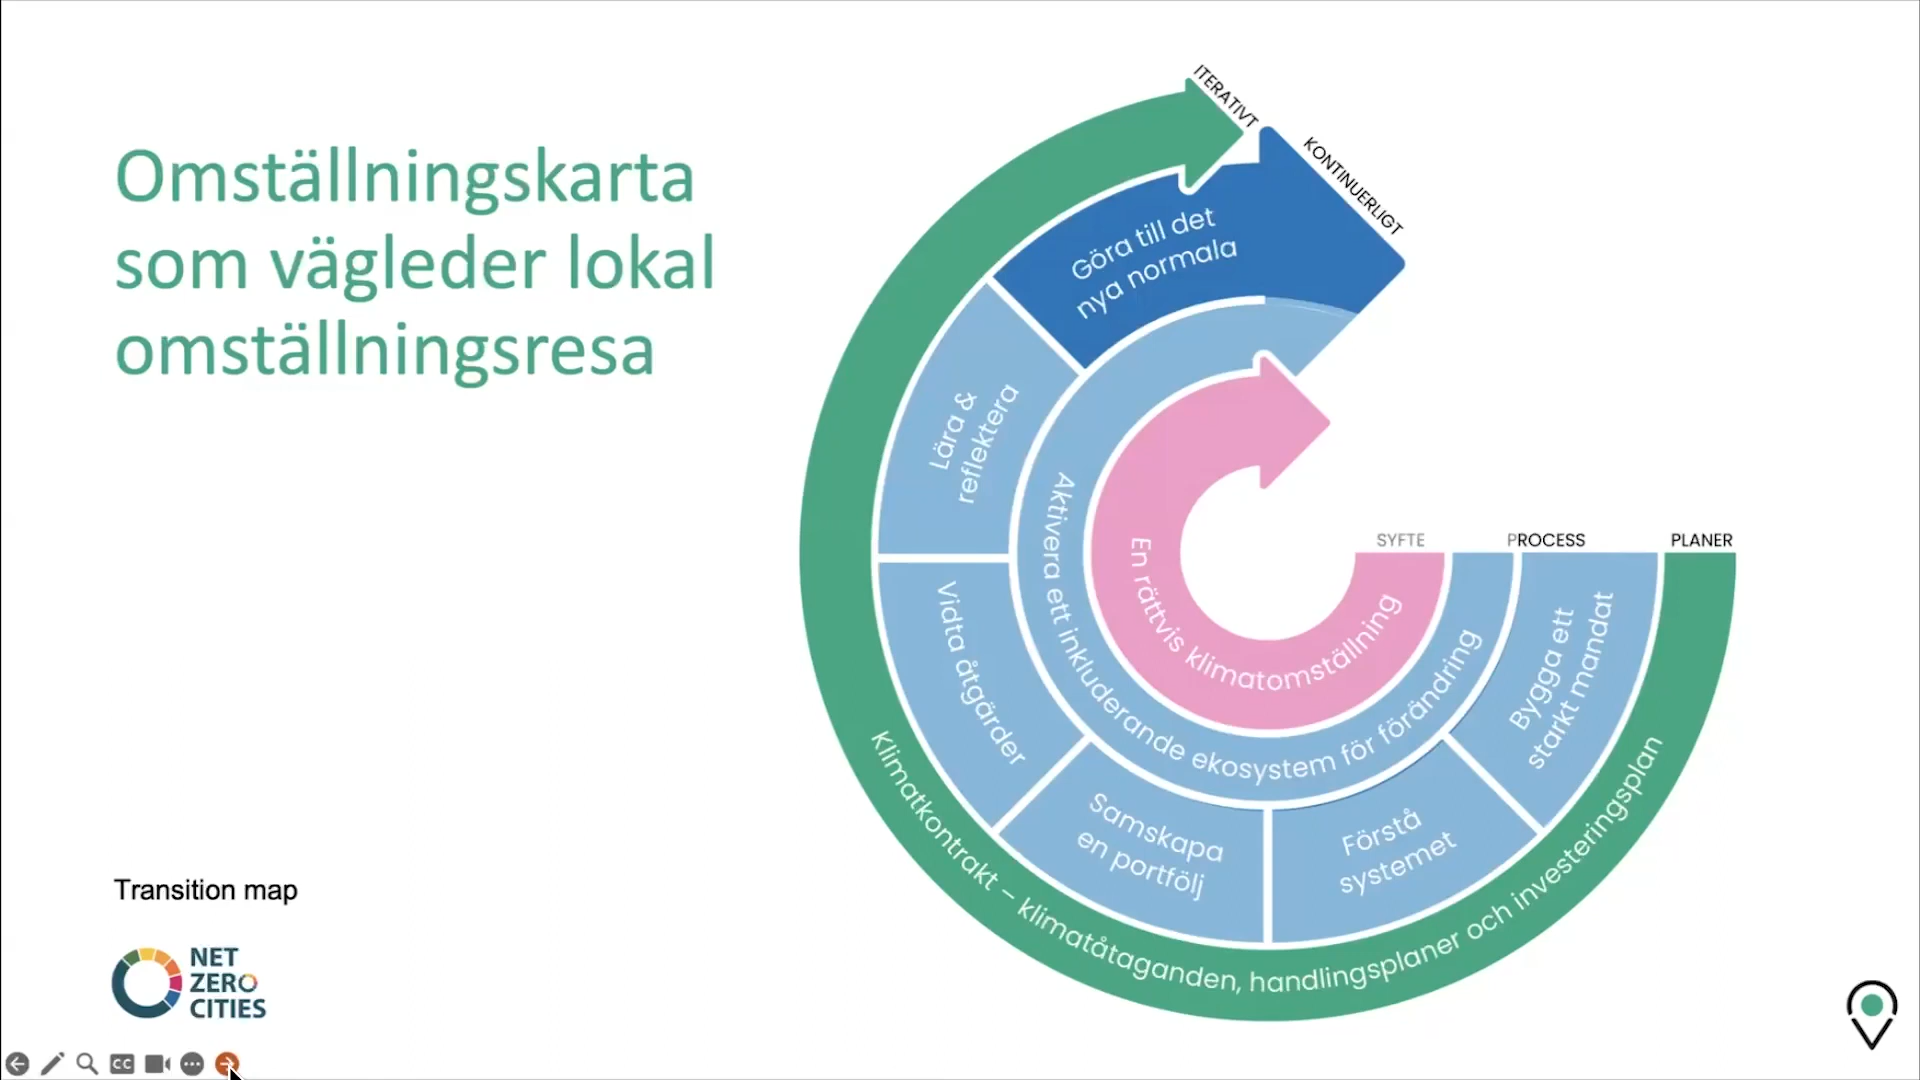 Omställningskarta
som vägleder lokal
omställningsresa
ITERATIVT
KONTINUERLIGT
Göra till det
nya normala
Lära &
reflektera
Vidta åtgärder
Samskapa
en portfölj
Förstå
systemet
Bygga ett
starkt mandat
Aktivera ett inkluderande ekosystem för förändring
En rättvis klimatomställning
Klimatkontrakt – klimatåtaganden, handlingsplaner och investeringsplan
SYFTE
PROCESS
PLANER
Transition map
NET
ZERO
CITIES
CC